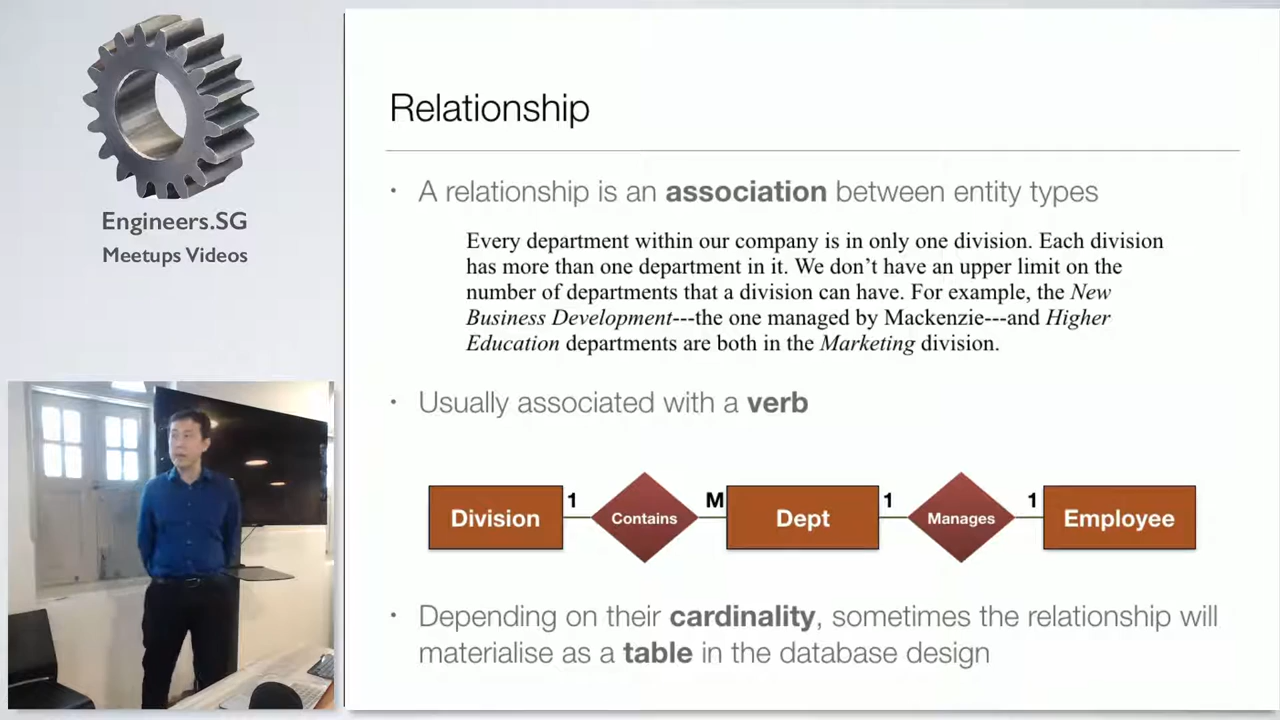 Engineers.SG
Meetups Videos
Relationship
• A relationship is an association between entity types
Every department within our company is in only one division. Each division
has more than one department in it. We don’t have an upper limit on the
number of departments that a division can have. For example, the New
Business Development---the one managed by Mackenzie---and Higher
Education departments are both in the Marketing division.
• Usually associated with a verb
Division 1 Contains M Dept 1 Manages 1 Employee
• Depending on their cardinality, sometimes the relationship will
materialise as a table in the database design